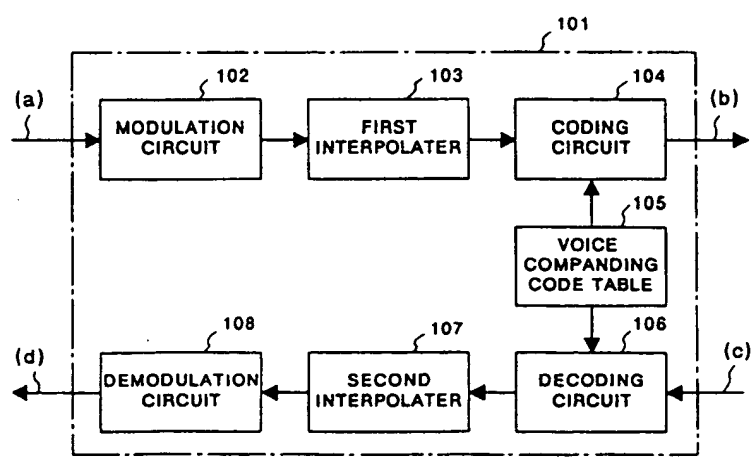 101
102
103
104
(a)
MODULATION
CIRCUIT
FIRST
INTERPOLATER
CODING
CIRCUIT
(b)
105
VOICE
COMPANDING
CODE TABLE
108
107
106
(d)
DEMODULATION
CIRCUIT
SECOND
INTERPOLATER
DECODING
CIRCUIT
(c)